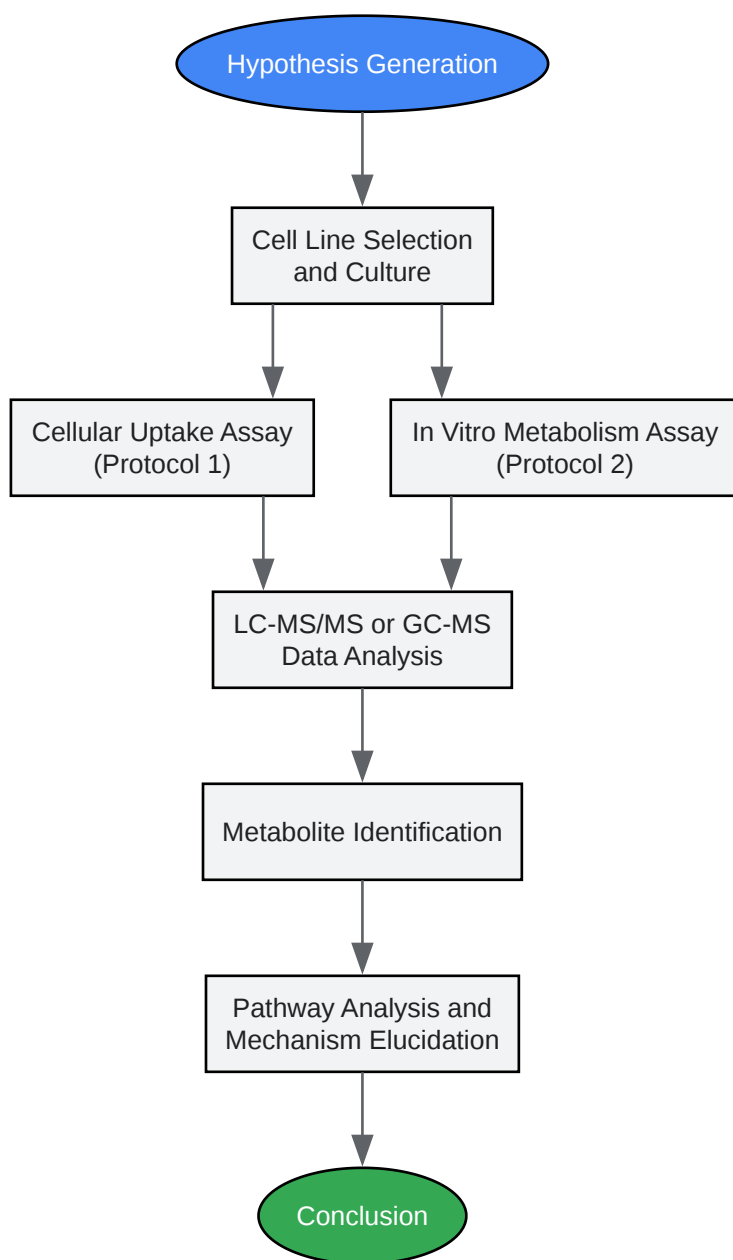 Hypothesis Generation
Cell Line Selection
and Culture
Cellular Uptake Assay
(Protocol 1)
In Vitro Metabolism Assay
(Protocol 2)
LC-MS/MS or GC-MS
Data Analysis
Metabolite Identification
Pathway Analysis and
Mechanism Elucidation
Conclusion